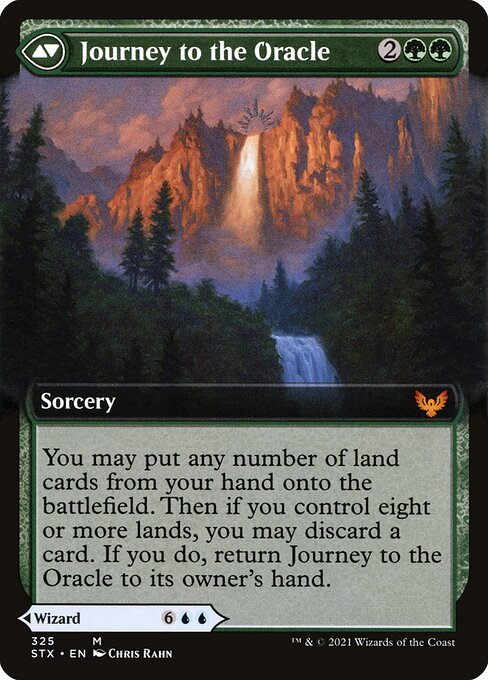 Journey to the Oracle 2
Sorcery
You may put any number of land
cards from your hand onto the
battlefield. Then if you control eight
or more lands, you may discard a
card. If you do, return Journey to the
Oracle to its owner's hand.
Wizard 6
325 M
STX • EN Chris Rahn
™ & © 2021 Wizards of the Coast